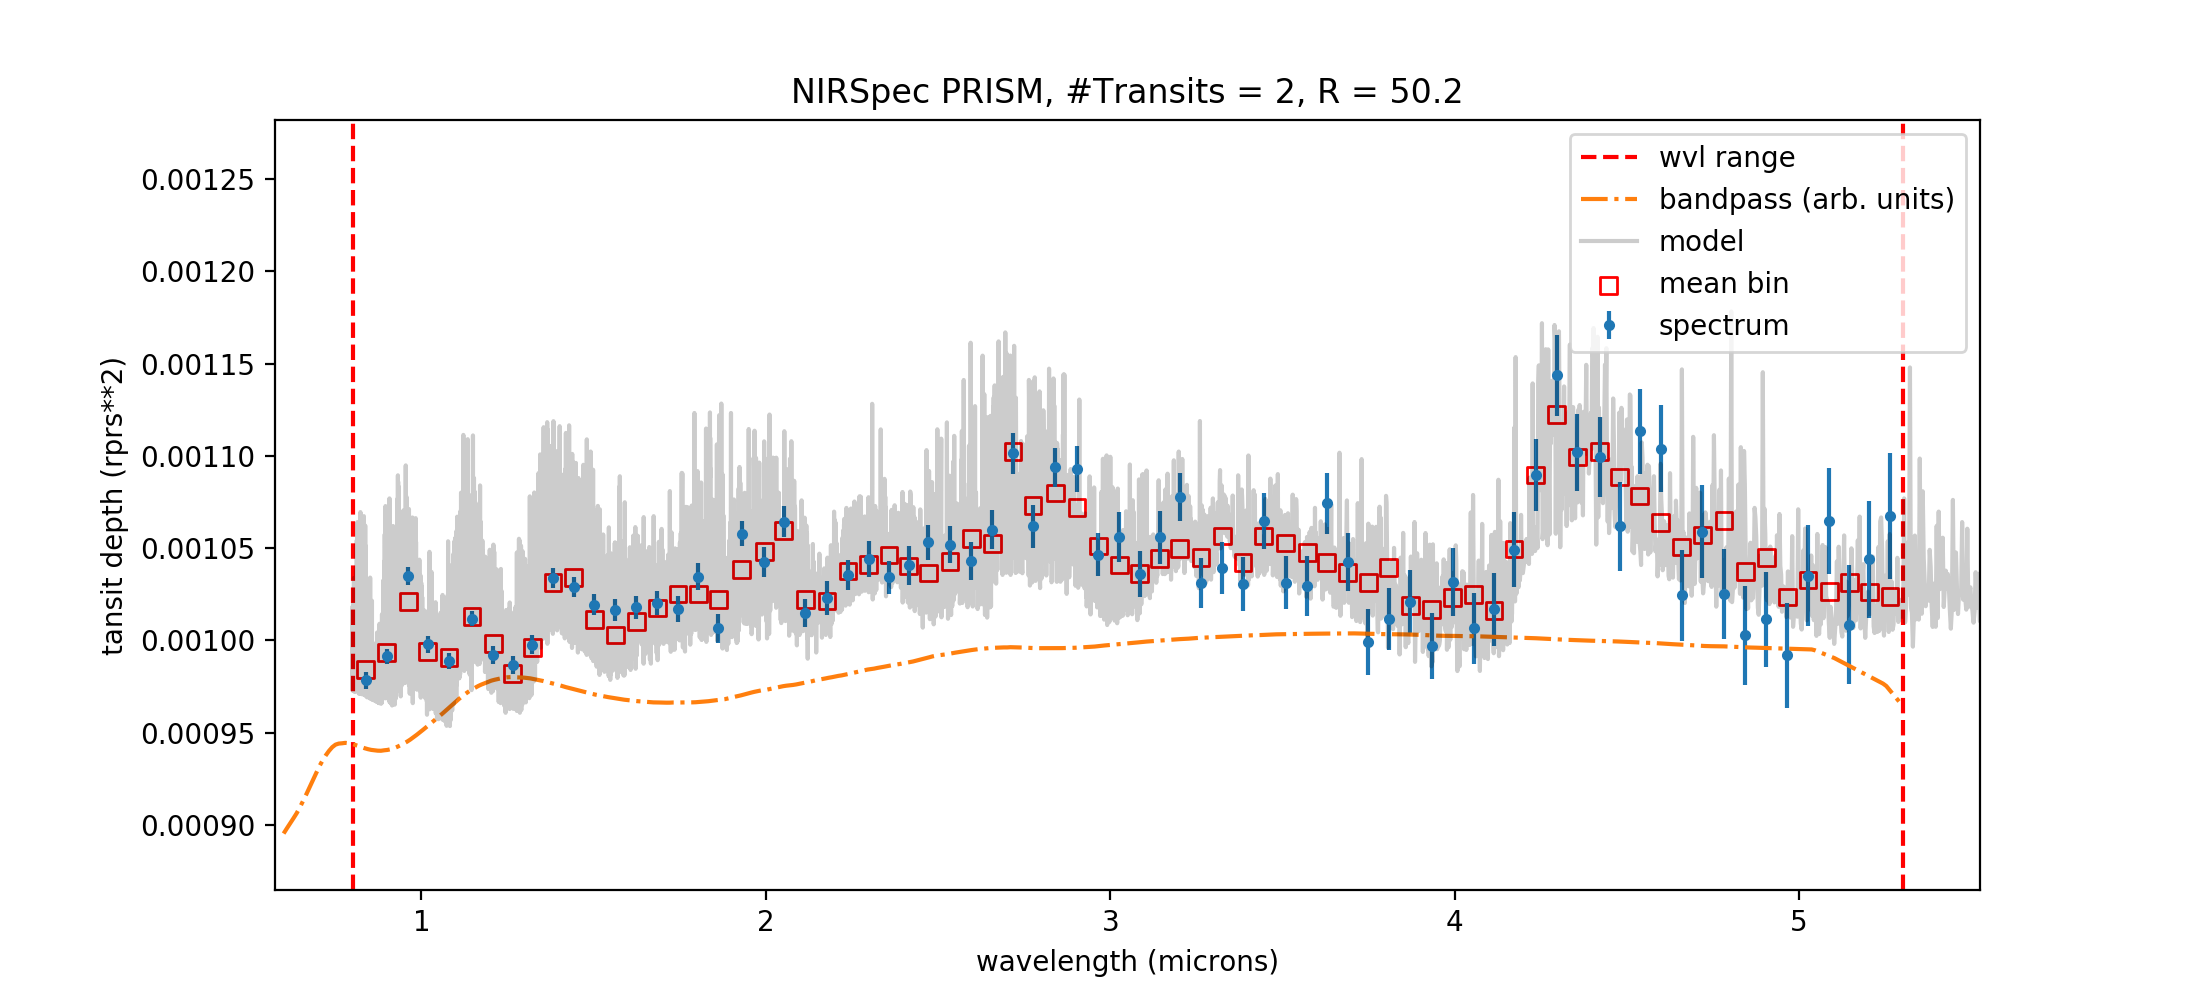 NIRSpec PRISM, #Transits = 2, R = 50.2
wvl range
bandpass (arb. units)
model
mean bin
spectrum
tansit depth (rprs**2)
0.00125
0.00120
0.00115
0.00110
0.00105
0.00100
0.00095
0.00090
1 2 3 4 5
wavelength (microns)